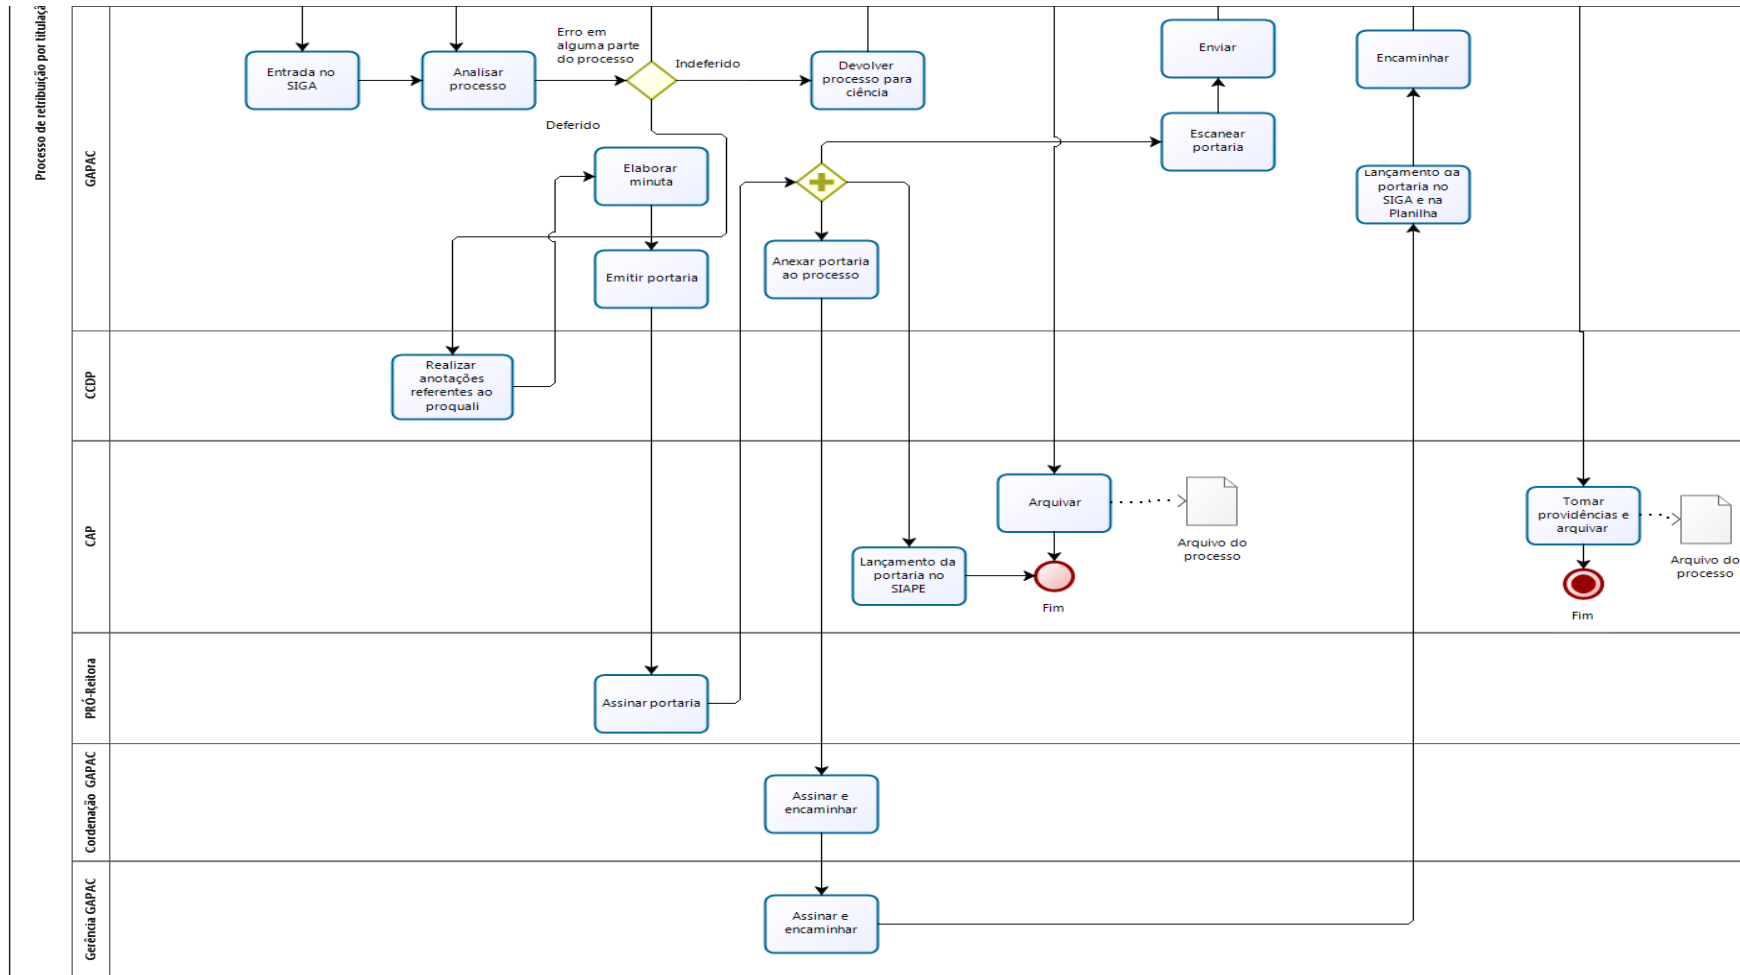 Processo de retribuição por titulaçã
GAPAC
Entrada no
SIGA
Analisar
processo
Erro em
alguma parte
do processo
Indeferido
Devolver
processo para
ciência
Enviar
Encaminhar
Deferido
Elaborar
minuta
Escanear
portaria
Lançamento da
portaria no
SIGA e na
Planilha
Emitir portaria
Anexar portaria
ao processo
CCDP
Realizar
anotações
referentes ao
proquali
CAP
Arquivar
Arquivo do
processo
Tomar
providências e
arquivar
Arquivo do
processo
Lançamento da
portaria no
SIAPE
Fim
Fim
PRÓ-Reitora
Assinar portaria
Cordenação GAPAC
Assinar e
encaminhar
Gerência GAPAC
Assinar e
encaminhar